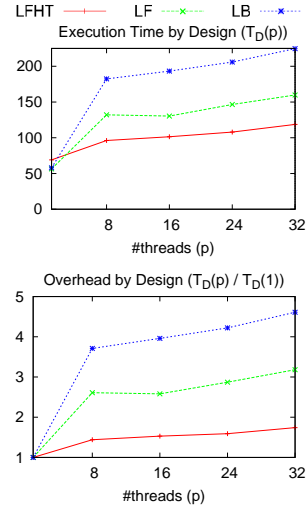 LFHT LF LB
Execution Time by Design (T_D(p))
200
150
100
50
0
8 16 24 32
#threads (p)
Overhead by Design (T_D(p) / T_D(1))
5
4
3
2
1
8 16 24 32
#threads (p)